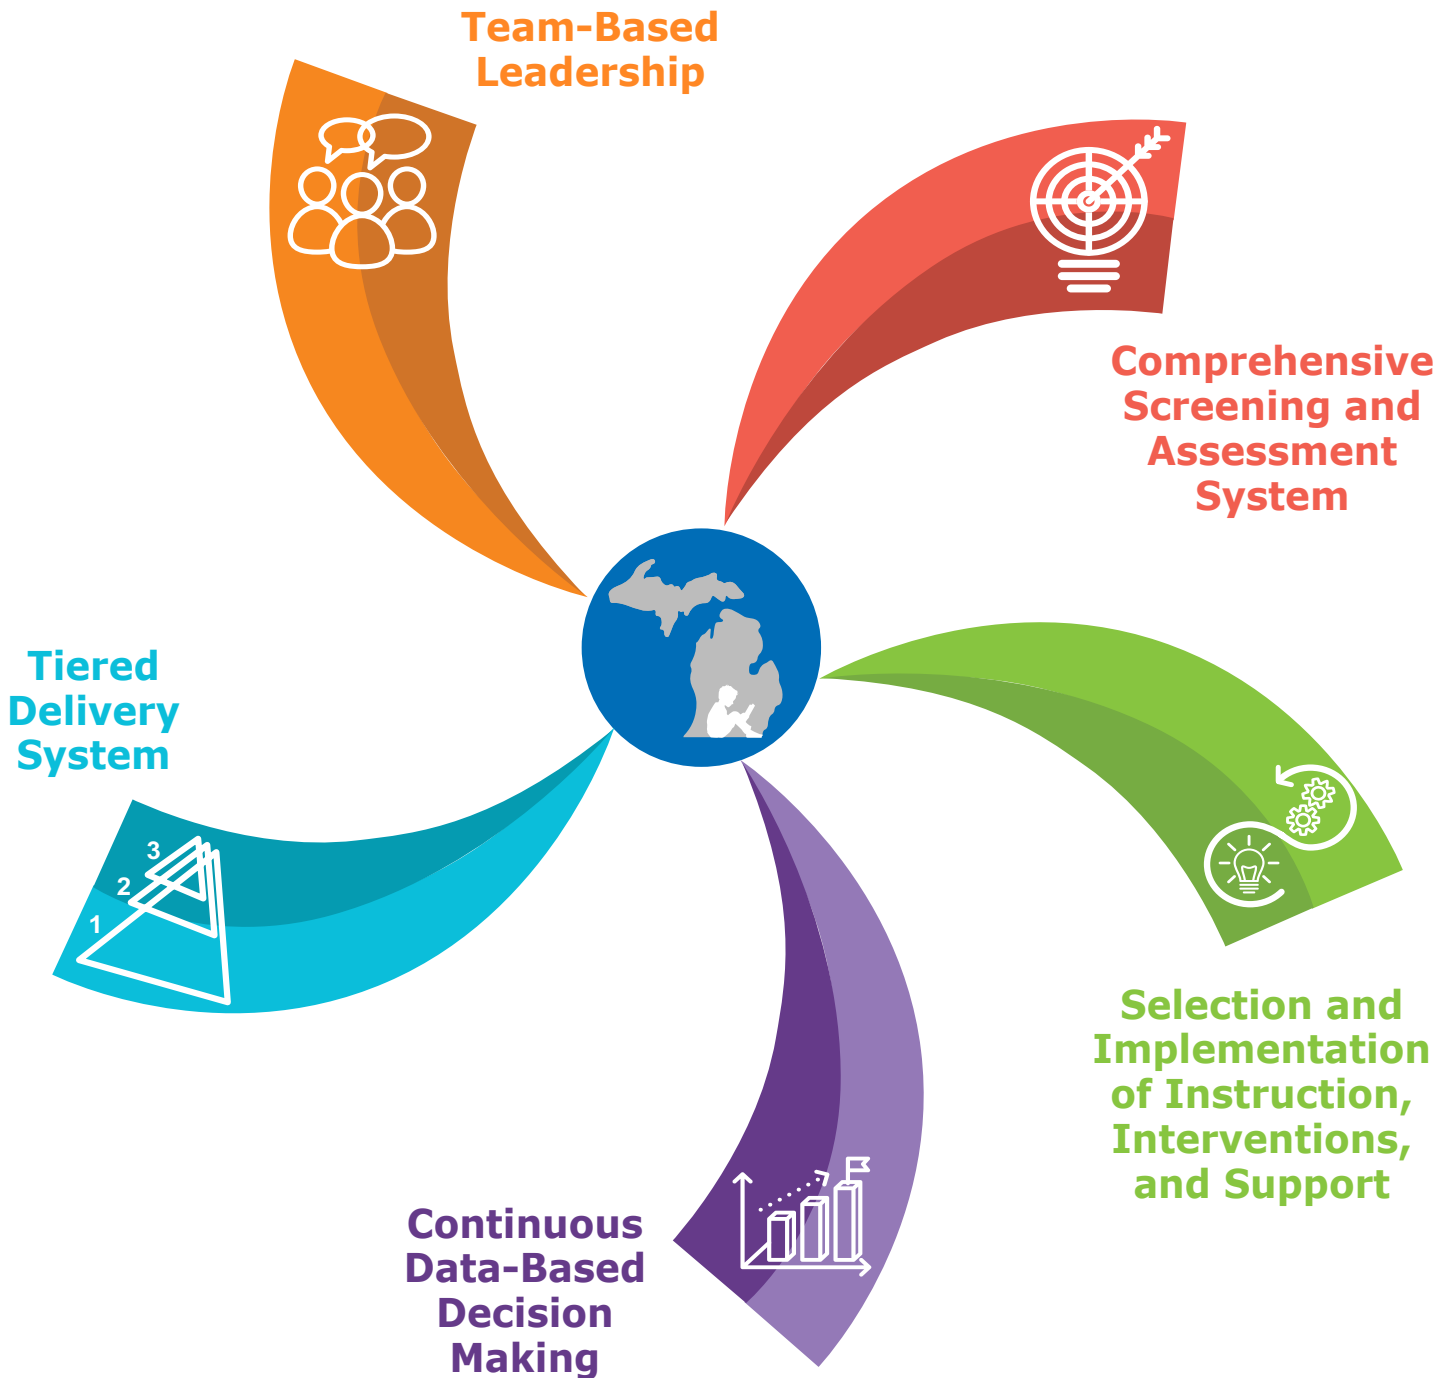 Team-Based
Leadership
Comprehensive
Screening and
Assessment
System
Tiered
Delivery
System
3
2
1
Selection and
Implementation
of Instruction,
Interventions,
and Support
Continuous
Data-Based
Decision
Making